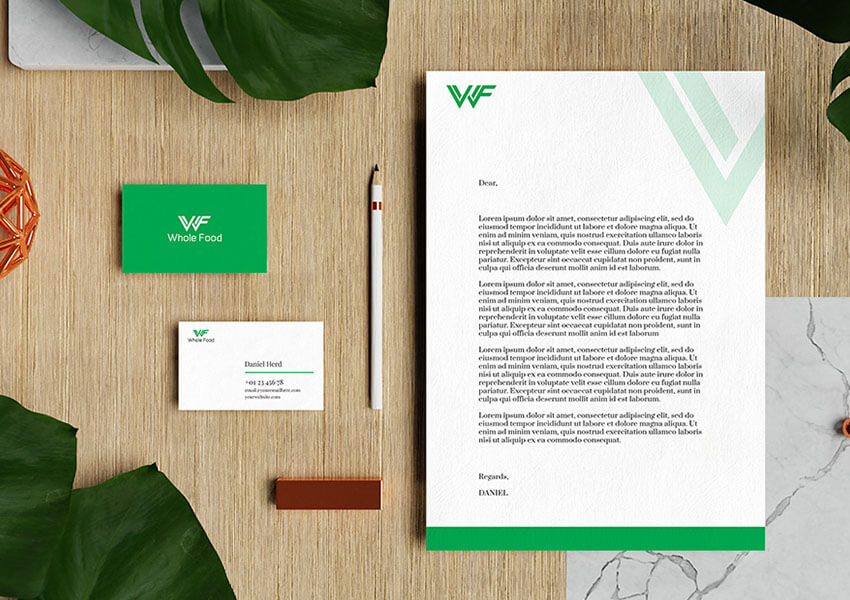 WF
Whole Food
WF
Whole Food
Daniel Herd
+01 23 456 78
yourwebsite.com
WF
Dear,
Lorem ipsum dolor sit amet, consectetur adipiscing elit, sed do
eiusmod tempor incididunt ut labore et dolore magna aliqua. Ut
enim ad minim veniam, quis nostrud exercitation ullamco laboris
nisi ut aliquip ex ea commodo consequat. Duis aute irure dolor in
reprehenderit in voluptate velit esse cillum dolore eu fugiat nulla
pariatur. Excepteur sint occaecat cupidatat non proident, sunt in
culpa qui officia deserunt mollit anim id est laborum.
Lorem ipsum dolor sit amet, consectetur adipiscing elit, sed do
eiusmod tempor incididunt ut labore et dolore magna aliqua. Ut
enim ad minim veniam, quis nostrud exercitation ullamco laboris
nisi ut aliquip ex ea commodo consequat. Duis aute irure dolor in
reprehenderit in voluptate velit esse cillum dolore eu fugiat nulla
pariatur. Excepteur sint occaecat cupidatat non proident, sunt in
culpa qui officia deserunt mollit anim id est laborum
Lorem ipsum dolor sit amet, consectetur adipiscing elit, sed do
eiusmod tempor incididunt ut labore et dolore magna aliqua. Ut
enim ad minim veniam, quis nostrud exercitation ullamco laboris
nisi ut aliquip ex ea commodo consequat. Duis aute irure dolor in
reprehenderit in voluptate velit esse cillum dolore eu fugiat nulla
pariatur. Excepteur sint occaecat cupidatat non proident, sunt in
culpa qui officia deserunt mollit anim id est laborum.
Lorem ipsum dolor sit amet, consectetur adipiscing elit, sed do
eiusmod tempor incididunt ut labore et dolore magna aliqua. Ut
enim ad minim veniam, quis nostrud exercitation ullamco laboris
nisi ut aliquip ex ea commodo consequat.
Regards,
DANIEL